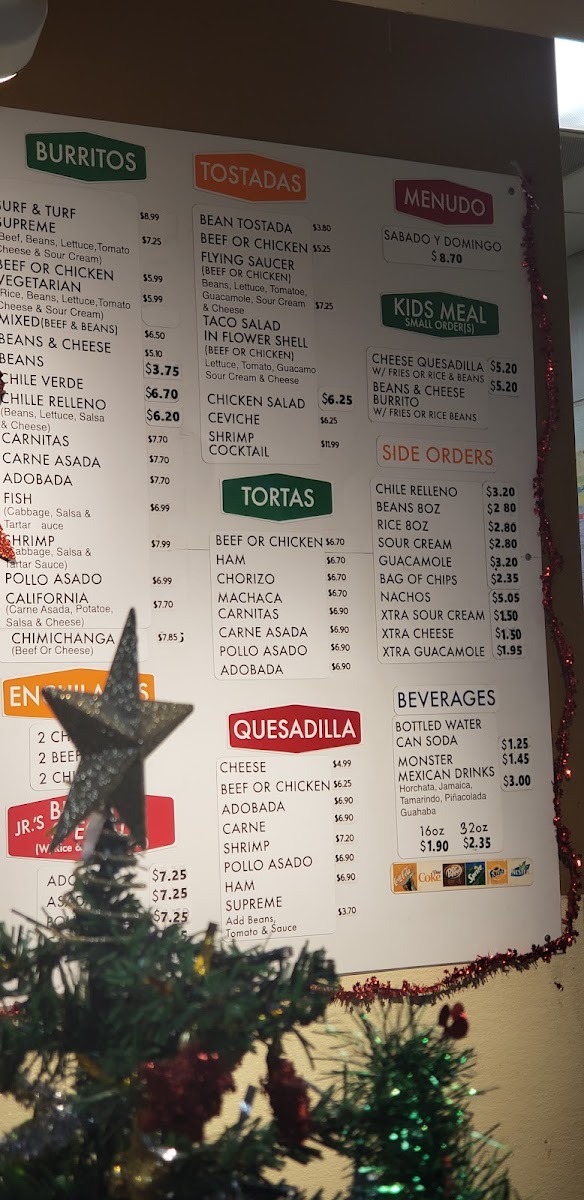 BURRITOS
SURF & TURF $8.99
SUPREME $7.25
Beef, Beans, Lettuce,Tomato
Cheese & Sour Cream)
BEEF OR CHICKEN $5.99
VEGETARIAN $5.99
Rice, Beans, Lettuce,Tomato
Cheese & Sour Cream)
MIXED(BEEF & BEANS) $6.50
BEANS & CHEESE $5.10
BEANS $3.75
CHILE VERDE $6.70
CHILLE RELLENO $6.20
(Beans, Lettuce, Salsa
& Cheese)
CARNITAS $7.70
CARNE ASADA $7.70
ADOBADA $7.70
FISH $6.99
(Cabbage, Salsa &
Tartar auce
SHRIMP $7.99
Cabbage, Salsa &
Tartar Sauce)
POLLO ASADO $6.99
CALIFORNIA $7.70
(Carne Asada, Potatoe,
Salsa & Cheese)
CHIMICHANGA $7.85
(Beef Or Cheese)
EN
2 CH
2 BEEF
2 CHI
JR.'S B
(W/Rice &
ADO $7.25
ASA $7.25
$7.25
TOSTADAS
BEAN TOSTADA $3.80
BEEF OR CHICKEN $5.25
FLYING SAUCER
(BEEF OR CHICKEN)
Beans, Lettuce, Tomatoe,
Guacamole, Sour Cream $7.25
& Cheese
TACO SALAD
IN FLOWER SHELL
(BEEF OR CHICKEN)
Lettuce, Tomato, Guacamo
Sour Cream & Cheese
CHICKEN SALAD $6.25
CEVICHE $6.25
SHRIMP
COCKTAIL $11.99
TORTAS
BEEF OR CHICKEN $6.70
HAM $6.70
CHORIZO $6.70
MACHACA $6.70
CARNITAS $6.90
CARNE ASADA $6.90
POLLO ASADO $6.90
ADOBADA $6.90
QUESADILLA
CHEESE $4.99
BEEF OR CHICKEN $6.25
ADOBADA $6.90
CARNE $6.90
SHRIMP $7.20
POLLO ASADO $6.90
HAM $6.90
SUPREME
Add Beans, $3.70
Tomato & Sauce
MENUDO
SABADO Y DOMINGO
$8.70
KIDS MEAL
SMALL ORDER(S)
CHEESE QUESADILLA $5.20
W/ FRIES OR RICE & BEANS
BEANS & CHEESE $5.20
BURRITO
W/ FRIES OR RICE BEANS
SIDE ORDERS
CHILE RELLENO $3.20
BEANS 8OZ $2 80
RICE 8OZ $2.80
SOUR CREAM $2.80
GUACAMOLE $3.20
BAG OF CHIPS $2.35
NACHOS $5.05
XTRA SOUR CREAM $1.50
XTRA CHEESE $1.50
XTRA GUACAMOLE $1.95
BEVERAGES
BOTTLED WATER
CAN SODA $1.25
MONSTER $1.45
MEXICAN DRINKS $3.00
Horchata, Jamaica,
Tamarindo, Piñacolada
Guahaba
16oz 32oz
$1.90 $2.35
Coke